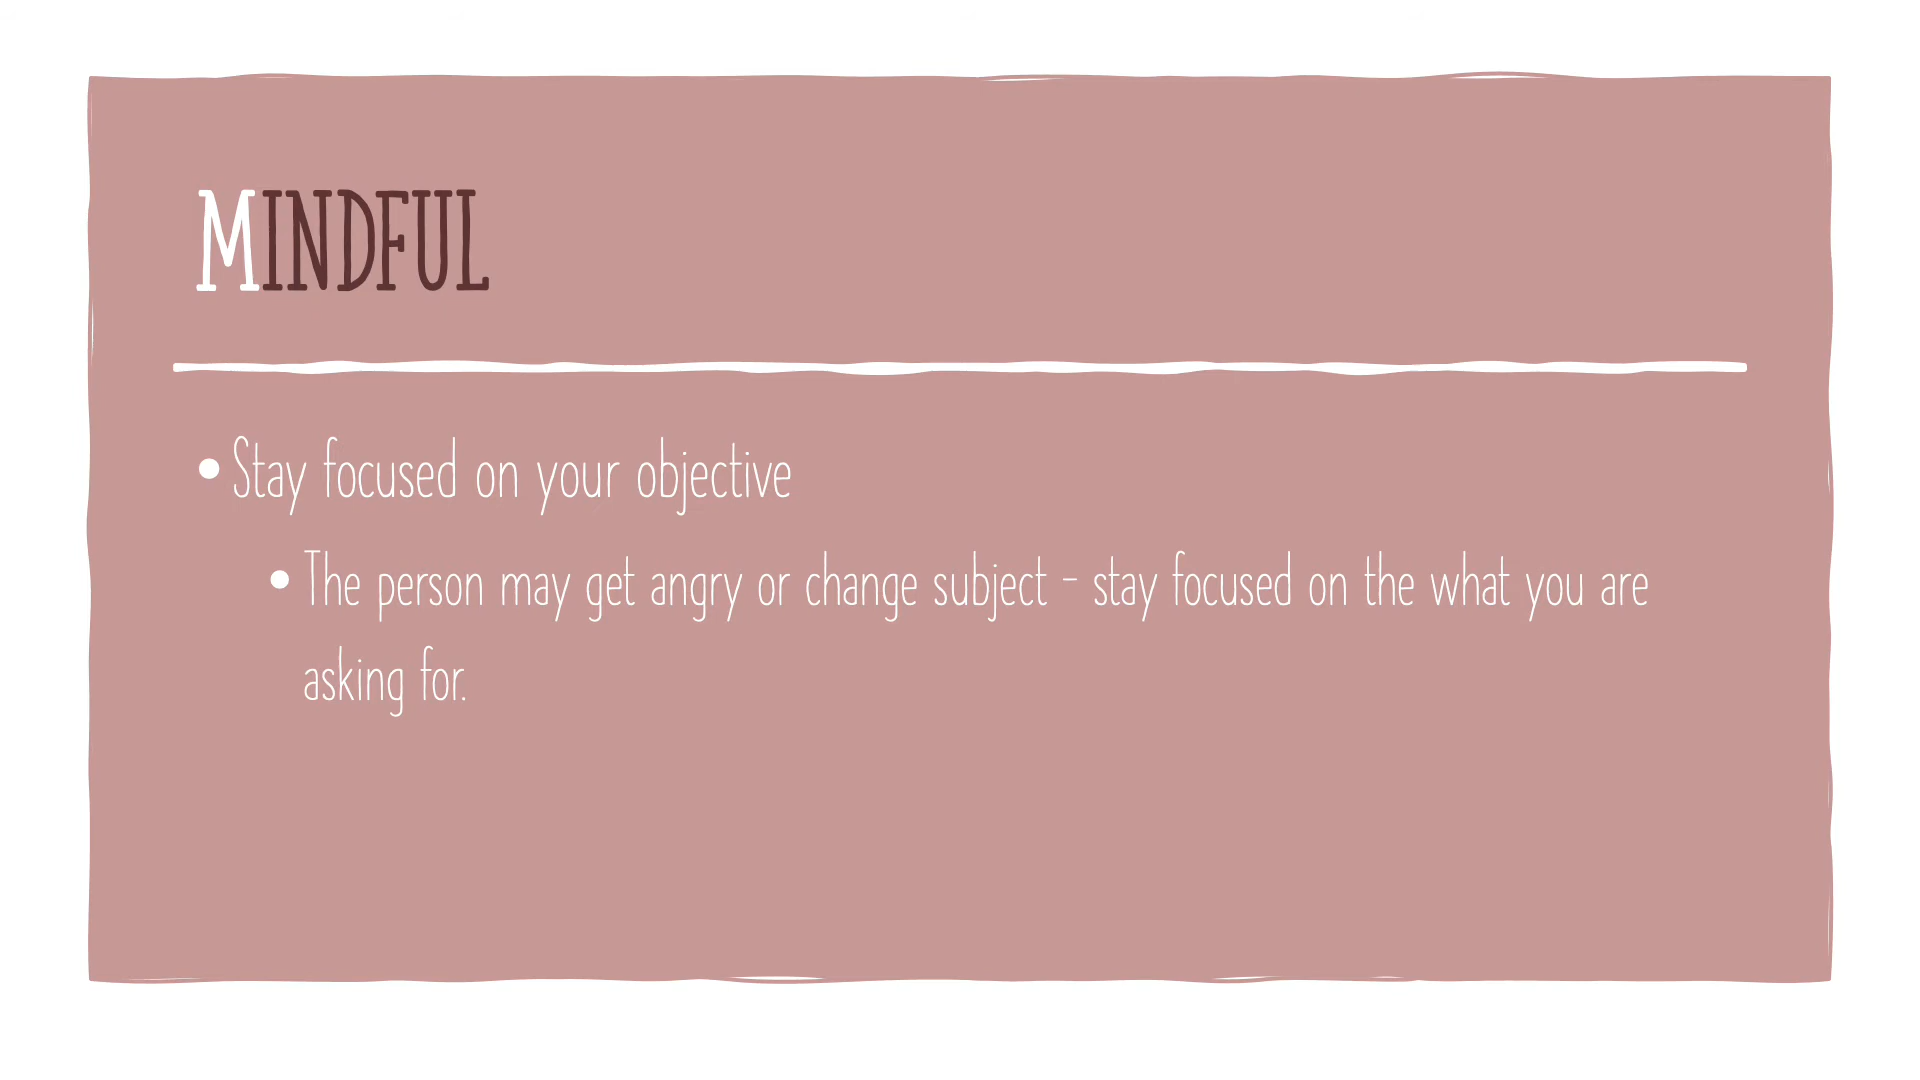 MINDFUL
• Stay focused on your objective
• The person may get angry or change subject – stay focused on the what you are
asking for.